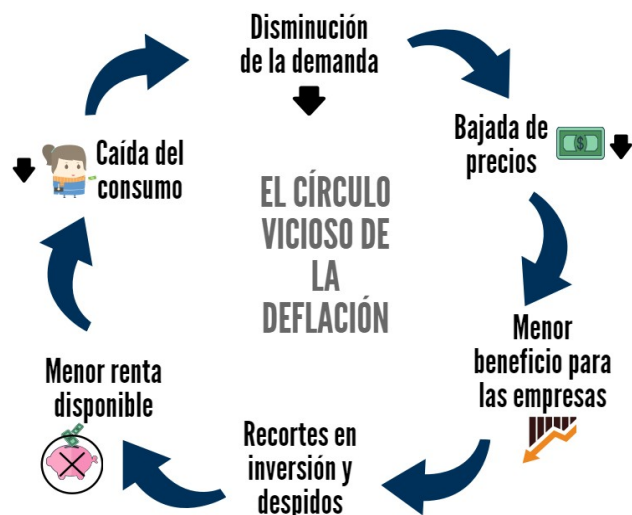 Disminución
de la demanda
Bajada de
precios
Menor
beneficio para
las empresas
Recortes en
inversión y
despidos
Menor renta
disponible
Caída del
consumo
EL CÍRCULO
VICIOSO DE
LA
DEFLACIÓN